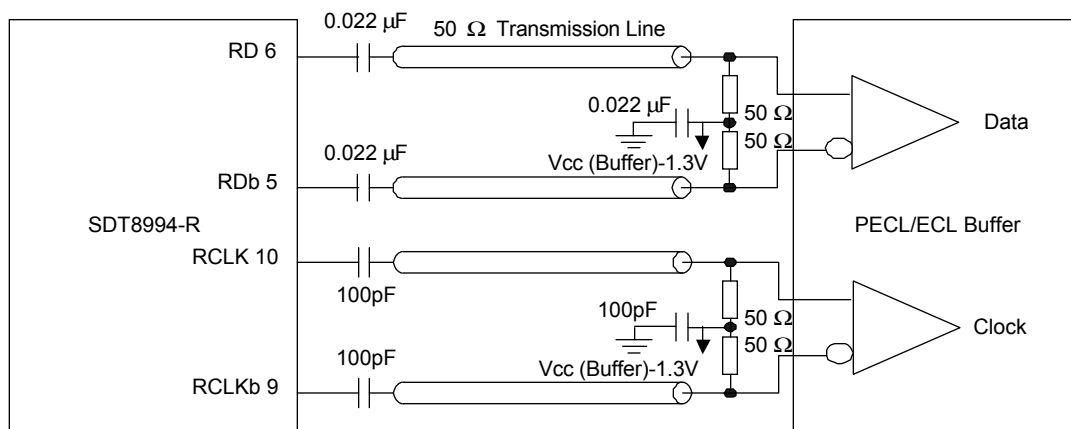 0.022 µF
50 Ω Transmission Line
RD 6
0.022 µF
50 Ω
50 Ω
Data
0.022 µF
Vcc (Buffer)-1.3V
RDb 5
SDT8994-R
PECL/ECL Buffer
RCLK 10
100pF
100pF
50 Ω
50 Ω
Clock
100pF
Vcc (Buffer)-1.3V
RCLKb 9